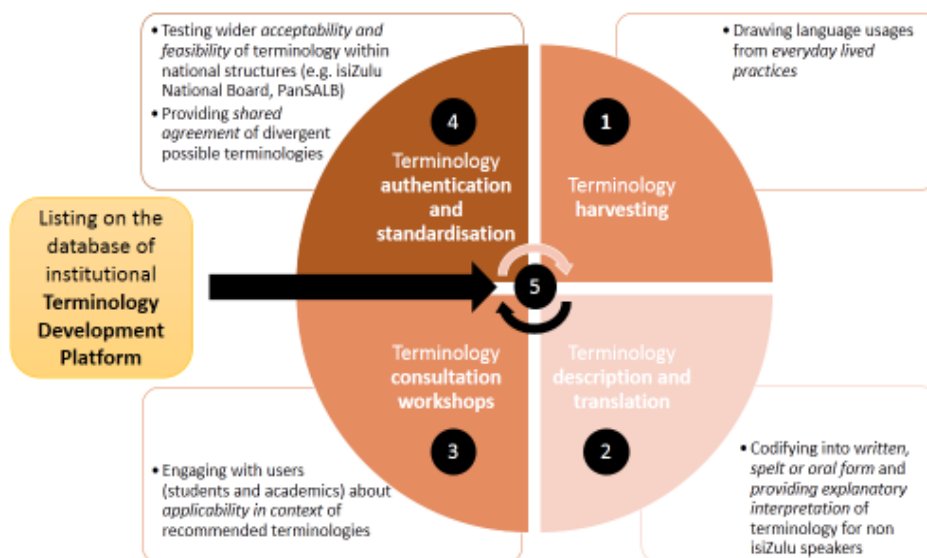 • Testing wider acceptability and
feasibility of terminology within
national structures (e.g. isiZulu
National Board, PanSALB)
• Providing shared
agreement of divergent
possible terminologies
4
Terminology
authentication
and
standardisation
1
Terminology
harvesting
• Drawing language usages
from everyday lived
practices
Listing on the
database of
institutional
Terminology
Development
Platform
5
Terminology
consultation
workshops
3
• Engaging with users
(students and academics) about
applicability in context of
recommended terminologies
Terminology
description and
translation
2
• Codifying into written,
spelt or oral form and
providing explanatory
interpretation of
terminology for non
isiZulu speakers